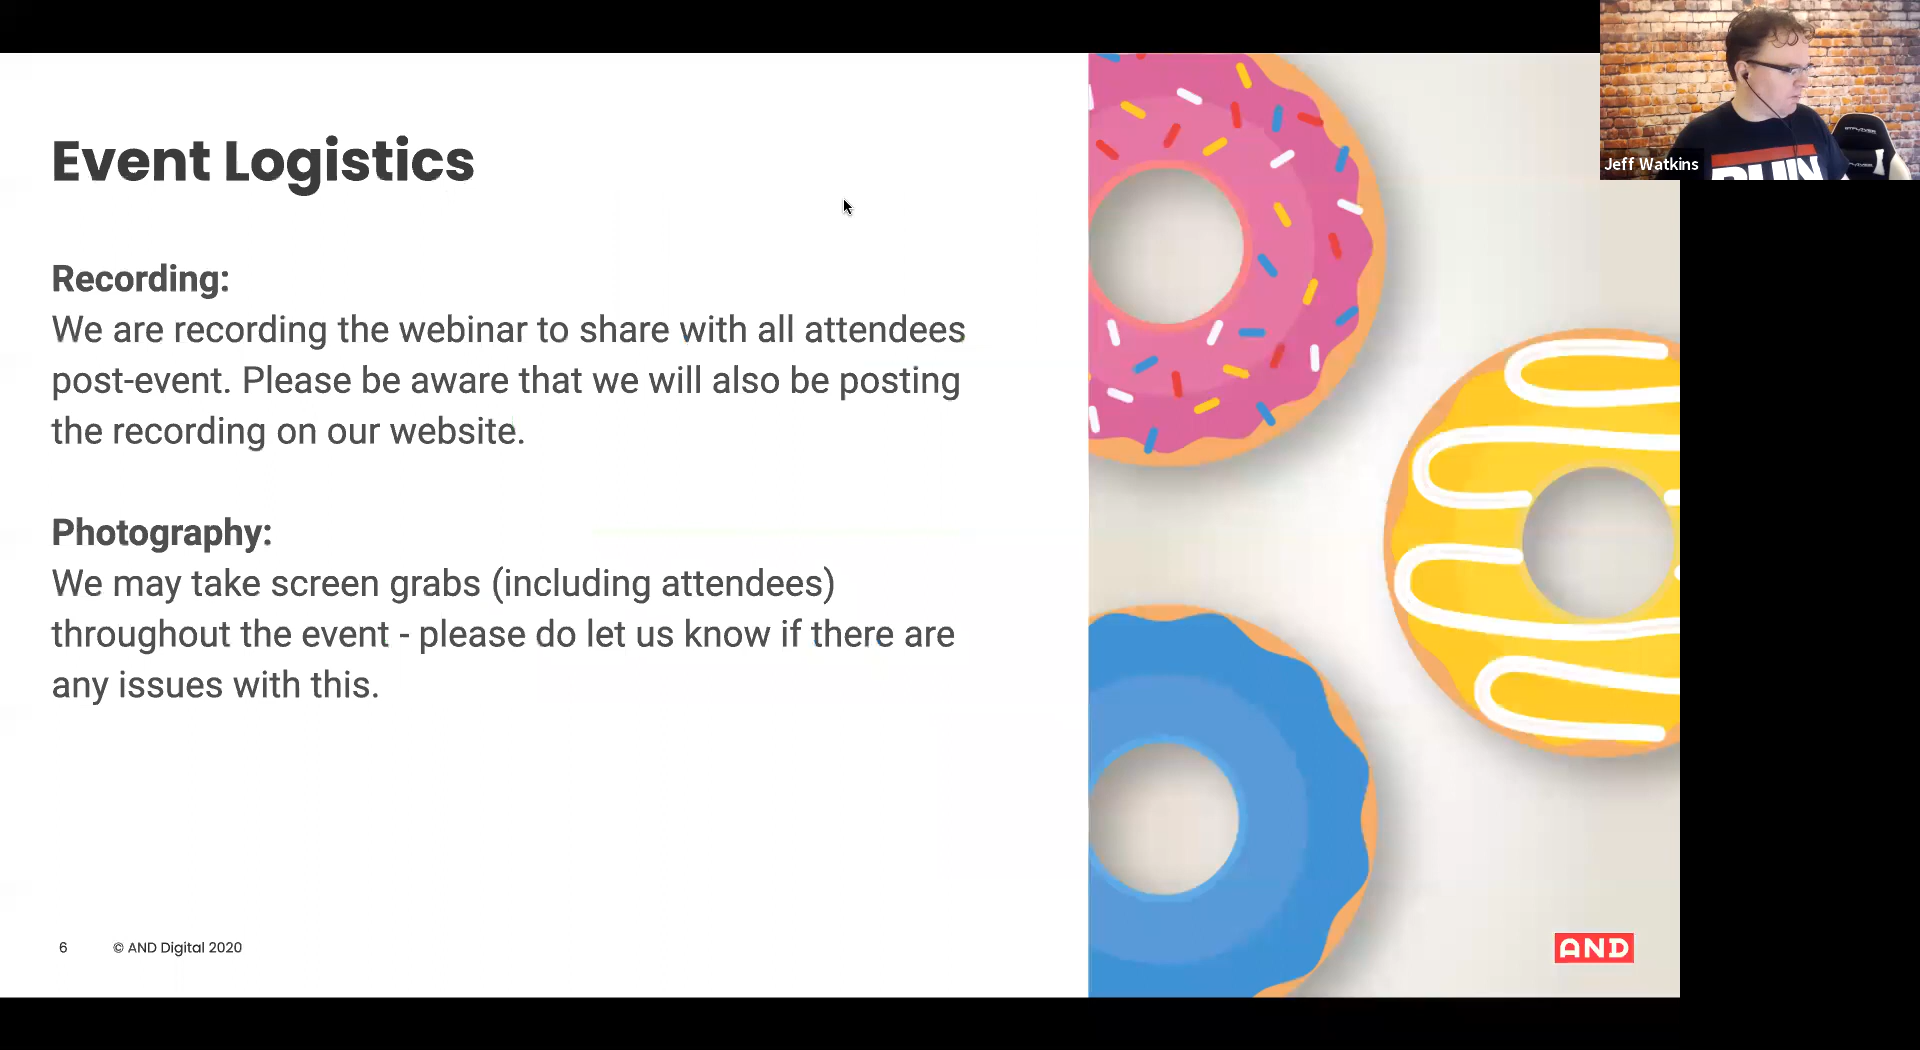 Event Logistics
Recording:
We are recording the webinar to share with all attendees
post-event. Please be aware that we will also be posting
the recording on our website.
Photography:
We may take screen grabs (including attendees)
throughout the event - please do let us know if there are
any issues with this.
6
© AND Digital 2020
AND
Jeff Watkins